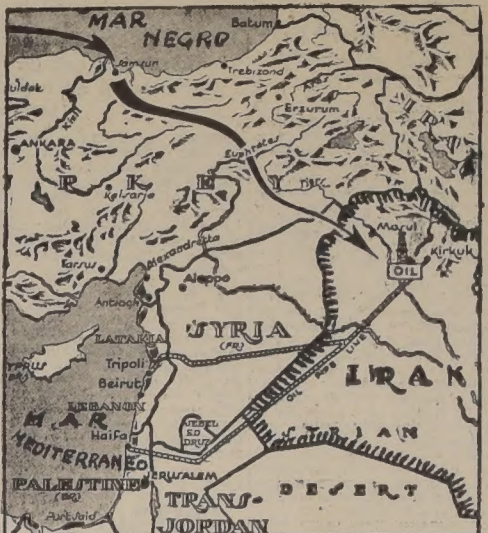 MAR
NEGRO
Batum
Samsun
Trebizond
Erzurum
ANKARA
Euphrates
Kaisarie
Mosul
Kirkuk
OIL
Tarsus
Alexandretta
Aleppo
Antioch
LATAKIA
SYRIA
(FR)
Tripoli
Beirut
LEBANON
OIL PIPE LINE
IRAK
MAR
MEDITERRANEO
Haifa
JEBEL
ED
DRUZ
SYRIAN
DESERT
JERUSALEM
PALESTINE
(BR)
TRANS-
JORDAN
Port Said